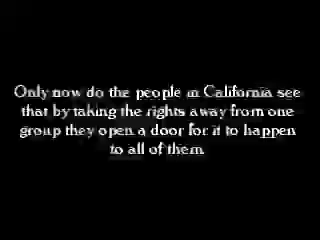 Only now do the people in California see
that by taking the rights away from one
group they open a door for it to happen
to all of them